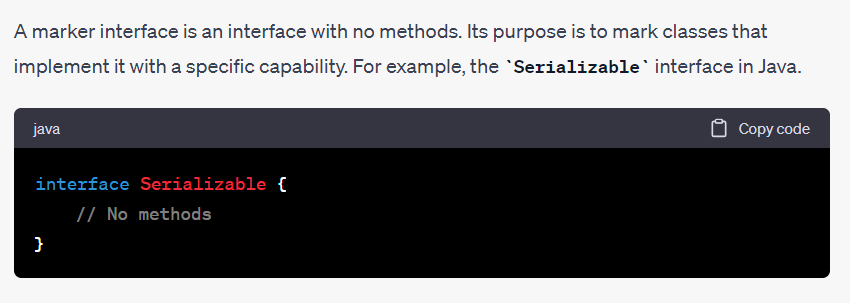 A marker interface is an interface with no methods. Its purpose is to mark classes that
implement it with a specific capability. For example, the `Serializable` interface in Java.
java
Copy code
interface Serializable {
    // No methods
}